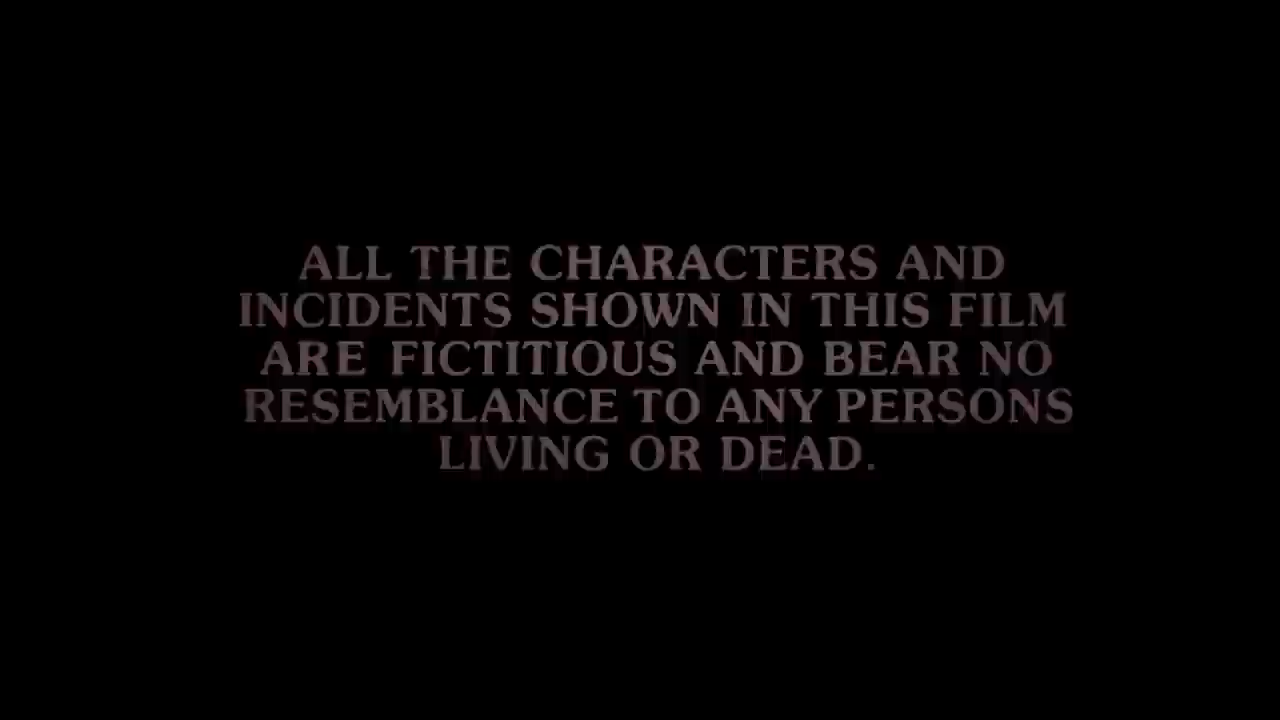 ALL THE CHARACTERS AND
INCIDENTS SHOWN IN THIS FILM
ARE FICTITIOUS AND BEAR NO
RESEMBLANCE TO ANY PERSONS
LIVING OR DEAD.